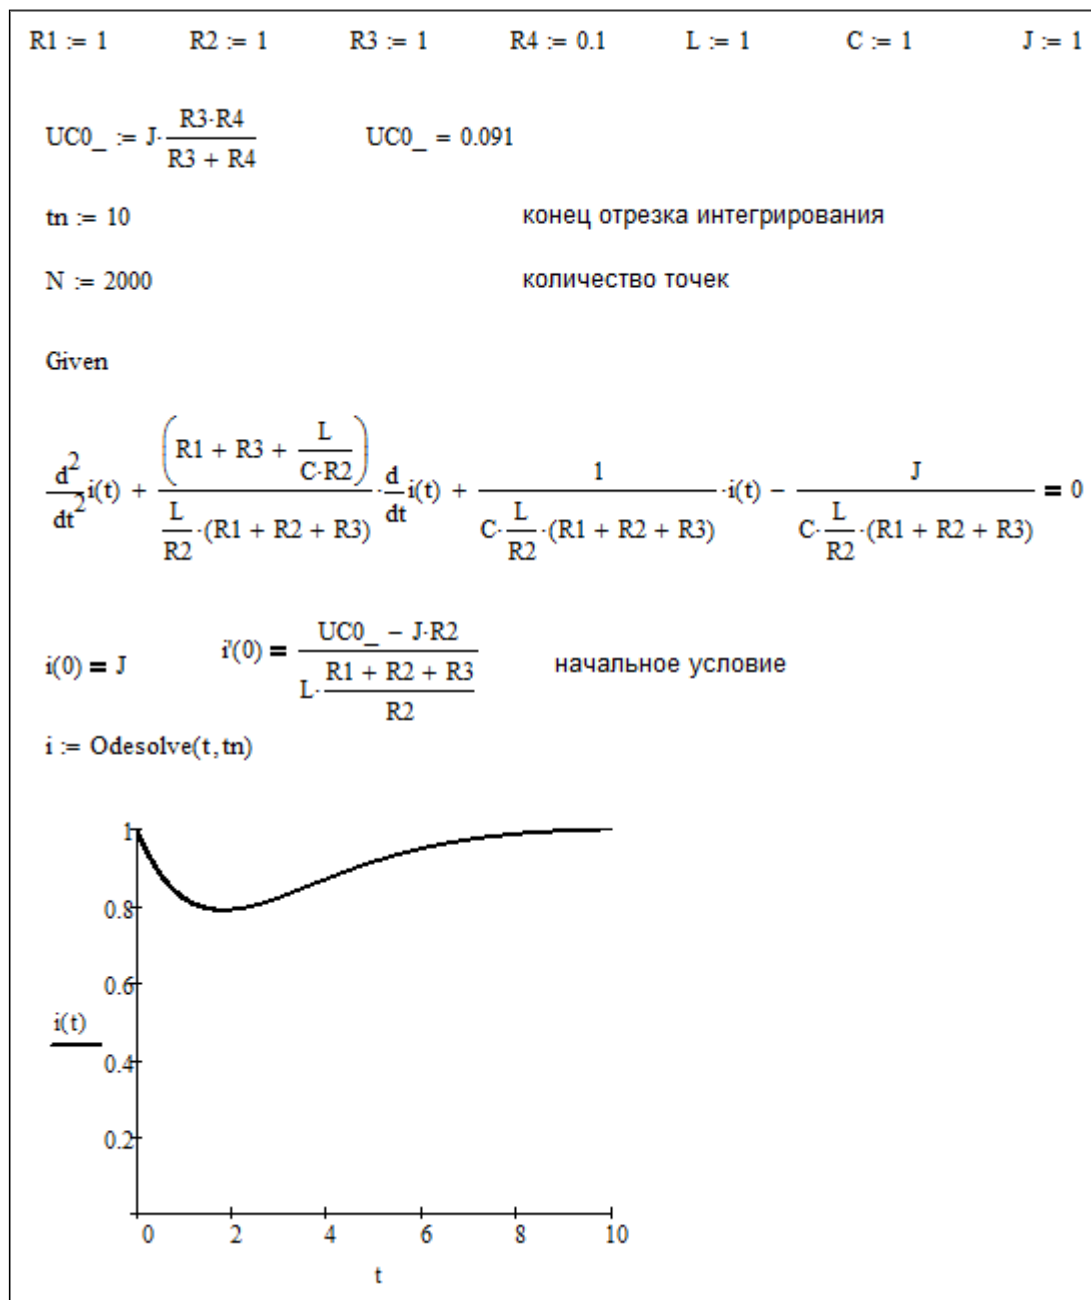 R1 := 1 R2 := 1 R3 := 1 R4 := 0.1 L := 1 C := 1 J := 1
UC0_ := J·(R3·R4)/(R3 + R4) UC0_ = 0.091
tn := 10 конец отрезка интегрирования
N := 2000 количество точек
Given
d²/dt² i(t) + (R1 + R3 + L/(C·R2))/(L/R2·(R1 + R2 + R3))·d/dt i(t) + 1/(C·L/R2·(R1 + R2 + R3))·i(t) − J/(C·L/R2·(R1 + R2 + R3)) = 0
i(0) = J i'(0) = (UC0_ − J·R2)/(L·(R1 + R2 + R3)/R2) начальное условие
i := Odesolve(t,tn)
1
0.8
0.6
i(t)
0.4
0.2
0 2 4 6 8 10
t